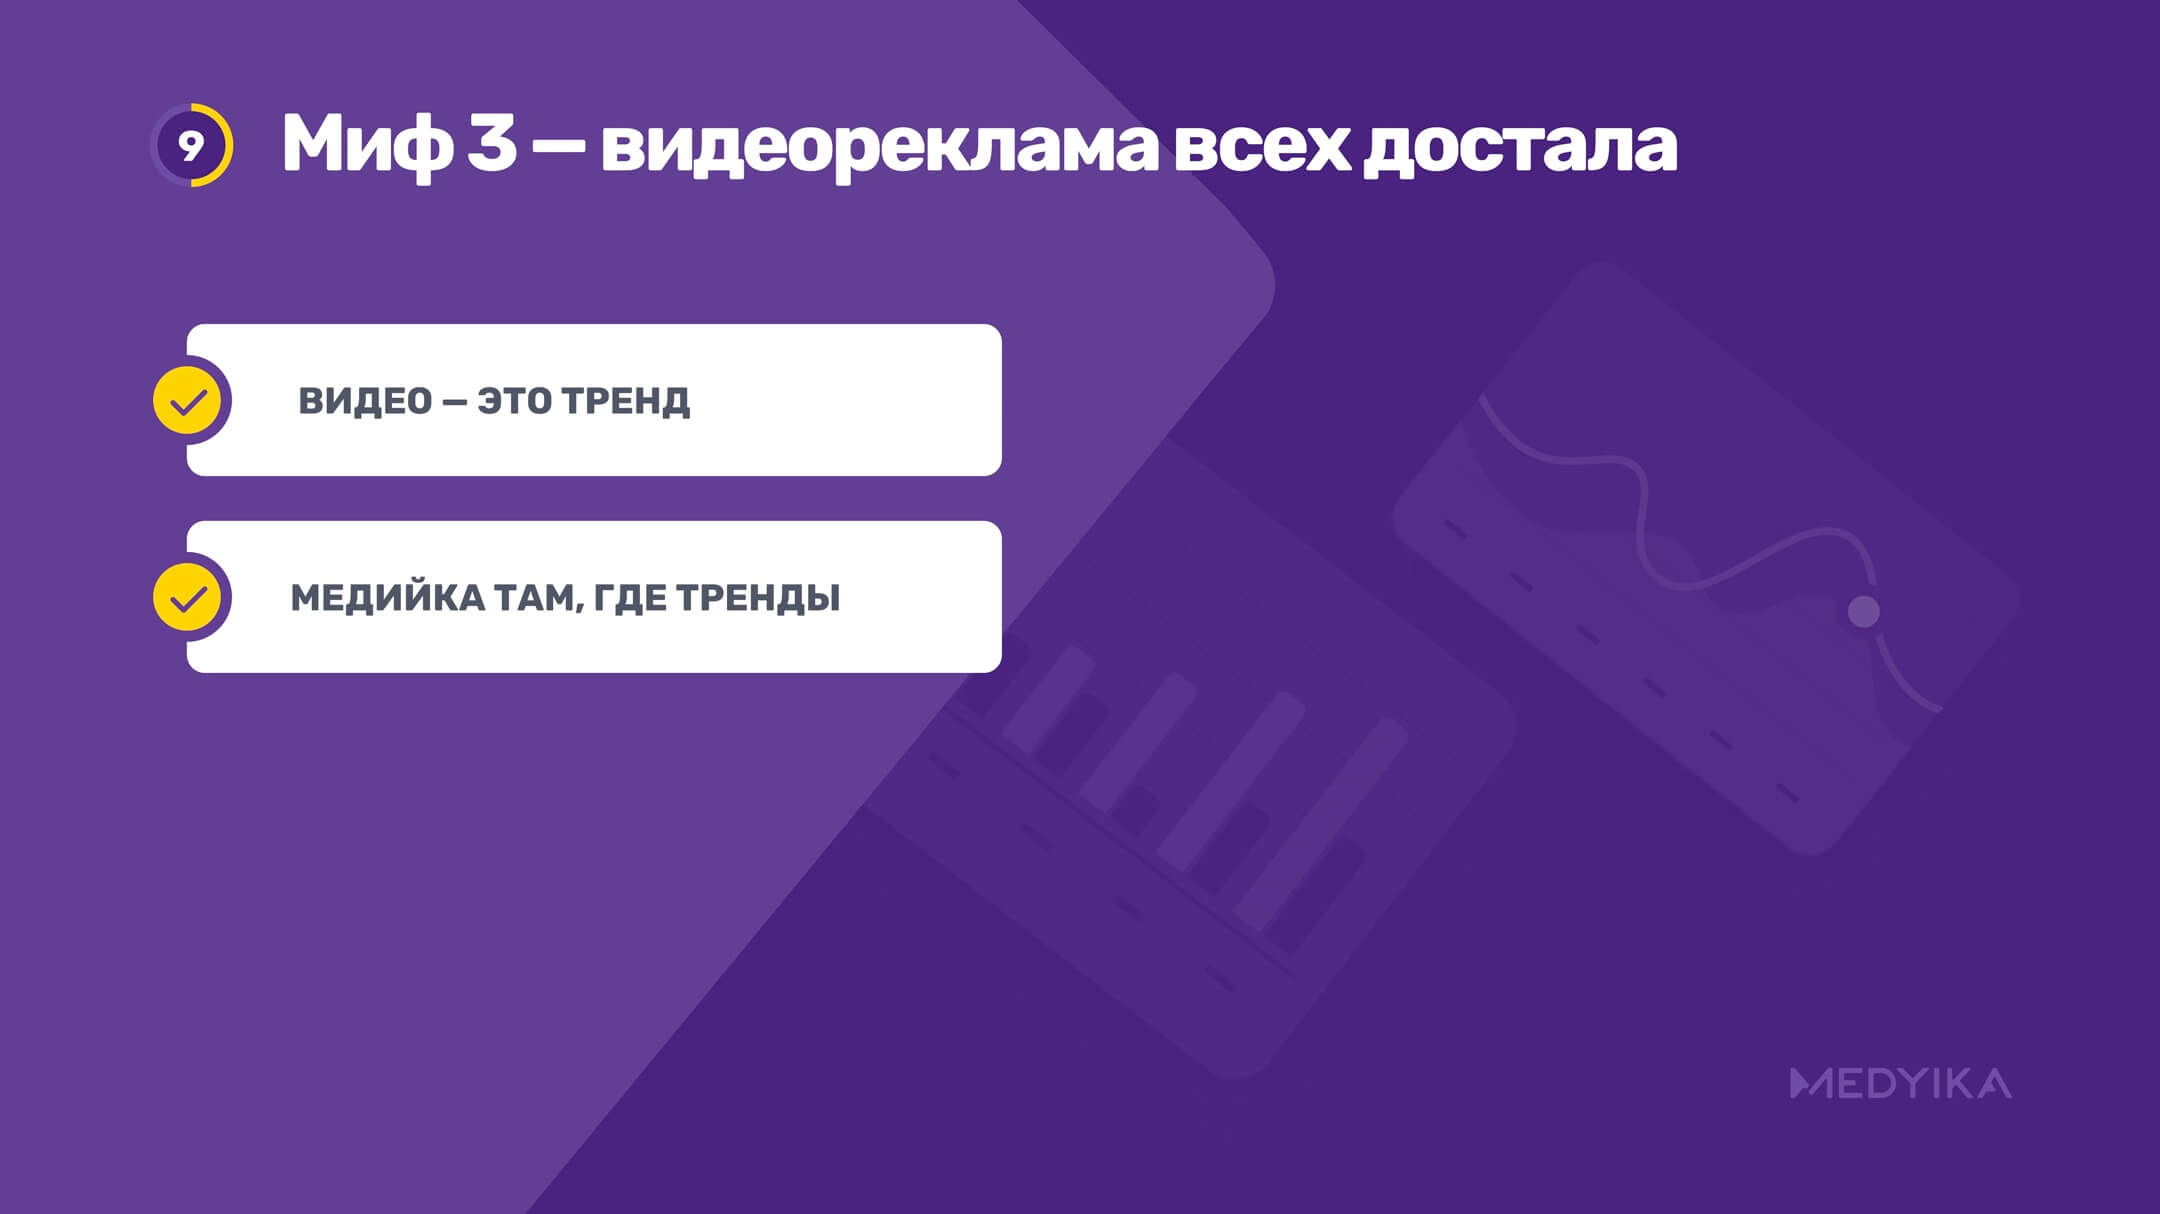 9
Миф 3 — видеореклама всех достала
ВИДЕО — ЭТО ТРЕНД
МЕДИЙКА ТАМ, ГДЕ ТРЕНДЫ
MEDYIKA